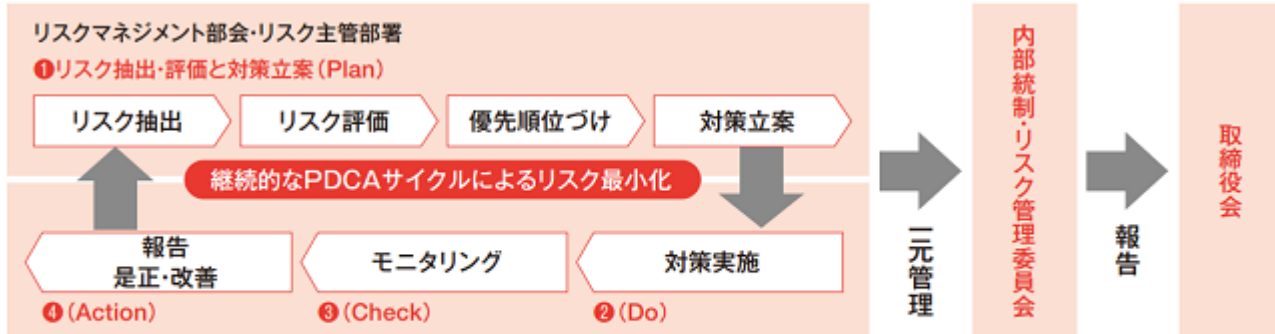 リスクマネジメント部会・リスク主管部署
❶リスク抽出・評価と対策立案(Plan)
リスク抽出
リスク評価
優先順位づけ
対策立案
継続的なPDCAサイクルによるリスク最小化
報告
是正・改善
モニタリング
対策実施
❹(Action)
❸(Check)
❷(Do)
一元管理
内部統制・リスク管理委員会
報告
取締役会